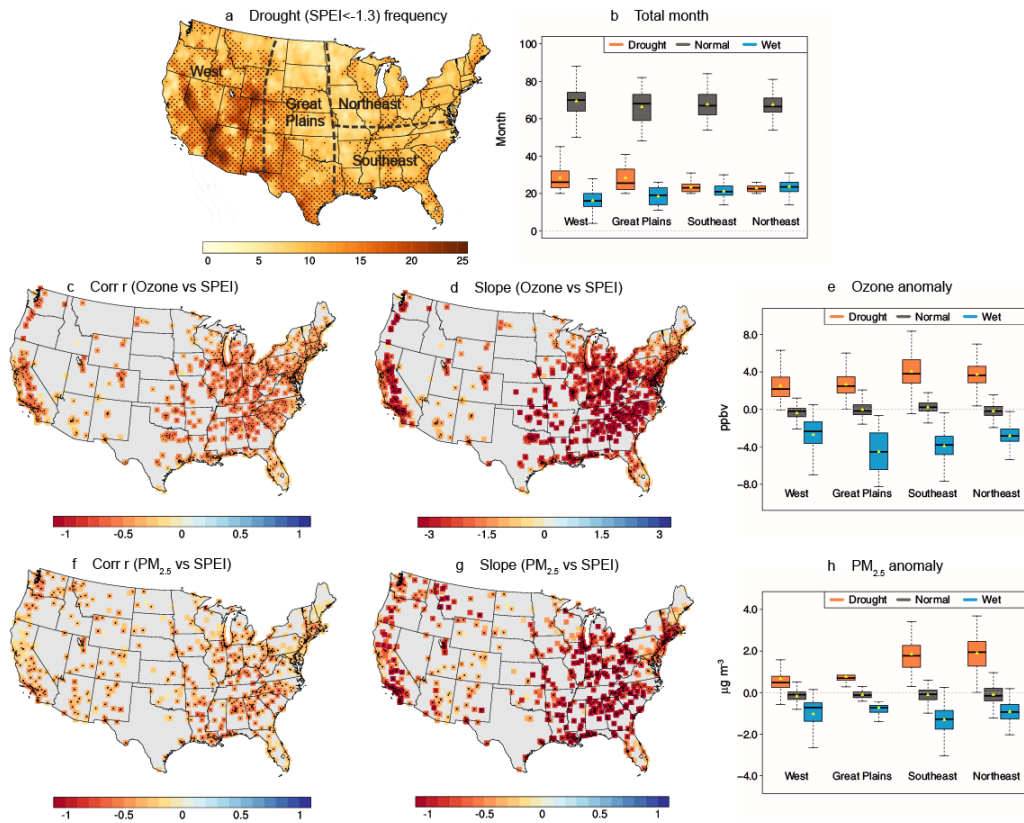 a Drought (SPEI<-1.3) frequency
West
Great
Plains
Northeast
Southeast
0 5 10 15 20 25
b Total month
Drought Normal Wet
Month
100
80
60
40
20
0
West Great Plains Southeast Northeast
c Corr r (Ozone vs SPEI)
-1 -0.5 0 0.5 1
d Slope (Ozone vs SPEI)
-3 -1.5 0 1.5 3
e Ozone anomaly
Drought Normal Wet
ppbv
8.0
4.0
0.0
-4.0
-8.0
West Great Plains Southeast Northeast
f Corr r (PM2.5 vs SPEI)
-1 -0.5 0 0.5 1
g Slope (PM2.5 vs SPEI)
-1 -0.5 0 0.5 1
h PM2.5 anomaly
Drought Normal Wet
μg m-3
4.0
2.0
0.0
-2.0
-4.0
West Great Plains Southeast Northeast